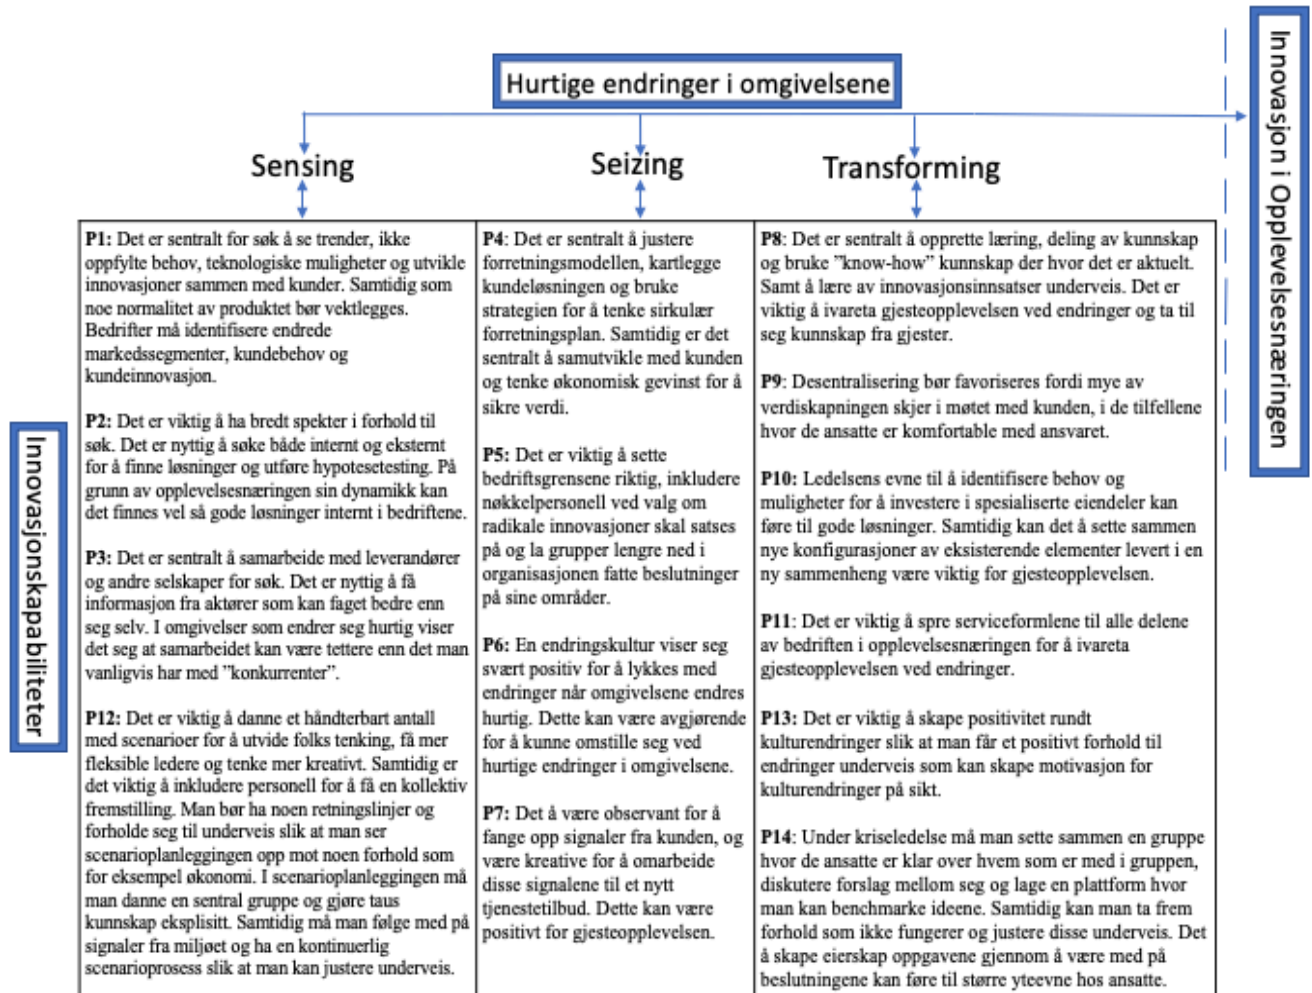 Hurtige endringer i omgivelsene
Innovasjon i Opplevelsesnæringen
Sensing
Seizing
Transforming
Innovasjonskapabiliteter
P1: Det er sentralt for søk å se trender, ikke
oppfylte behov, teknologiske muligheter og utvikle
innovasjoner sammen med kunder. Samtidig som
noe normalitet av produktet bør vektlegges.
Bedrifter må identifisere endrede
markedssegmenter, kundebehov og
kundeinnovasjon.
P2: Det er viktig å ha bredt spekter i forhold til
søk. Det er nyttig å søke både internt og eksternt
for å finne løsninger og utføre hypotesetesting. På
grunn av opplevelsesnæringen sin dynamikk kan
det finnes vel så gode løsninger internt i bedriftene.
P3: Det er sentralt å samarbeide med leverandører
og andre selskaper for søk. Det er nyttig å få
informasjon fra aktører som kan faget bedre enn
seg selv. I omgivelser som endrer seg hurtig viser
det seg at samarbeidet kan være tettere enn det man
vanligvis har med ”konkurrenter”.
P12: Det er viktig å danne et håndterbart antall
med scenarioer for å utvide folks tenking, få mer
fleksible ledere og tenke mer kreativt. Samtidig er
det viktig å inkludere personell for å få en kollektiv
fremstilling. Man bør ha noen retningslinjer og
forholde seg til underveis slik at man ser
scenarioplanleggingen opp mot noen forhold som
for eksempel økonomi. I scenarioplanleggingen må
man danne en sentral gruppe og gjøre taus
kunnskap eksplisitt. Samtidig må man følge med på
signaler fra miljøet og ha en kontinuerlig
scenarioprosess slik at man kan justere underveis.
P4: Det er sentralt å justere
forretningsmodellen, kartlegge
kundeløsningen og bruke
strategien for å tenke sirkulær
forretningsplan. Samtidig er det
sentralt å samutvikle med kunden
og tenke økonomisk gevinst for å
sikre verdi.
P5: Det er viktig å sette
bedriftsgrensene riktig, inkludere
nøkkelpersonell ved valg om
radikale innovasjoner skal satses
på og la grupper lengre ned i
organisasjonen fatte beslutninger
på sine områder.
P6: En endringskultur viser seg
svært positiv for å lykkes med
endringer når omgivelsene endres
hurtig. Dette kan være avgjørende
for å kunne omstille seg ved
hurtige endringer i omgivelsene.
P7: Det å være observant for å
fange opp signaler fra kunden, og
være kreative for å omarbeide
disse signalene til et nytt
tjenestetilbud. Dette kan være
positivt for gjesteopplevelsen.
P8: Det er sentralt å opprette læring, deling av kunnskap
og bruke ”know-how” kunnskap der hvor det er aktuelt.
Samt å lære av innovasjonsinnsatser underveis. Det er
viktig å ivareta gjesteopplevelsen ved endringer og ta til
seg kunnskap fra gjester.
P9: Desentralisering bør favoriseres fordi mye av
verdiskapningen skjer i møtet med kunden, i de tilfellene
hvor de ansatte er komfortable med ansvaret.
P10: Ledelsens evne til å identifisere behov og
muligheter for å investere i spesialiserte eiendeler kan
føre til gode løsninger. Samtidig kan det å sette sammen
nye konfigurasjoner av eksisterende elementer levert i en
ny sammenheng være viktig for gjesteopplevelsen.
P11: Det er viktig å spre serviceformlene til alle delene
av bedriften i opplevelsesnæringen for å ivareta
gjesteopplevelsen ved endringer.
P13: Det er viktig å skape positivitet rundt
kulturendringer slik at man får et positivt forhold til
endringer underveis som kan skape motivasjon for
kulturendringer på sikt.
P14: Under kriseledelse må man sette sammen en gruppe
hvor de ansatte er klar over hvem som er med i gruppen,
diskutere forslag mellom seg og lage en plattform hvor
man kan benchmarke ideene. Samtidig kan man ta frem
forhold som ikke fungerer og justere disse underveis. Det
å skape eierskap oppgavene gjennom å være med på
beslutningene kan føre til større yteevne hos ansatte.